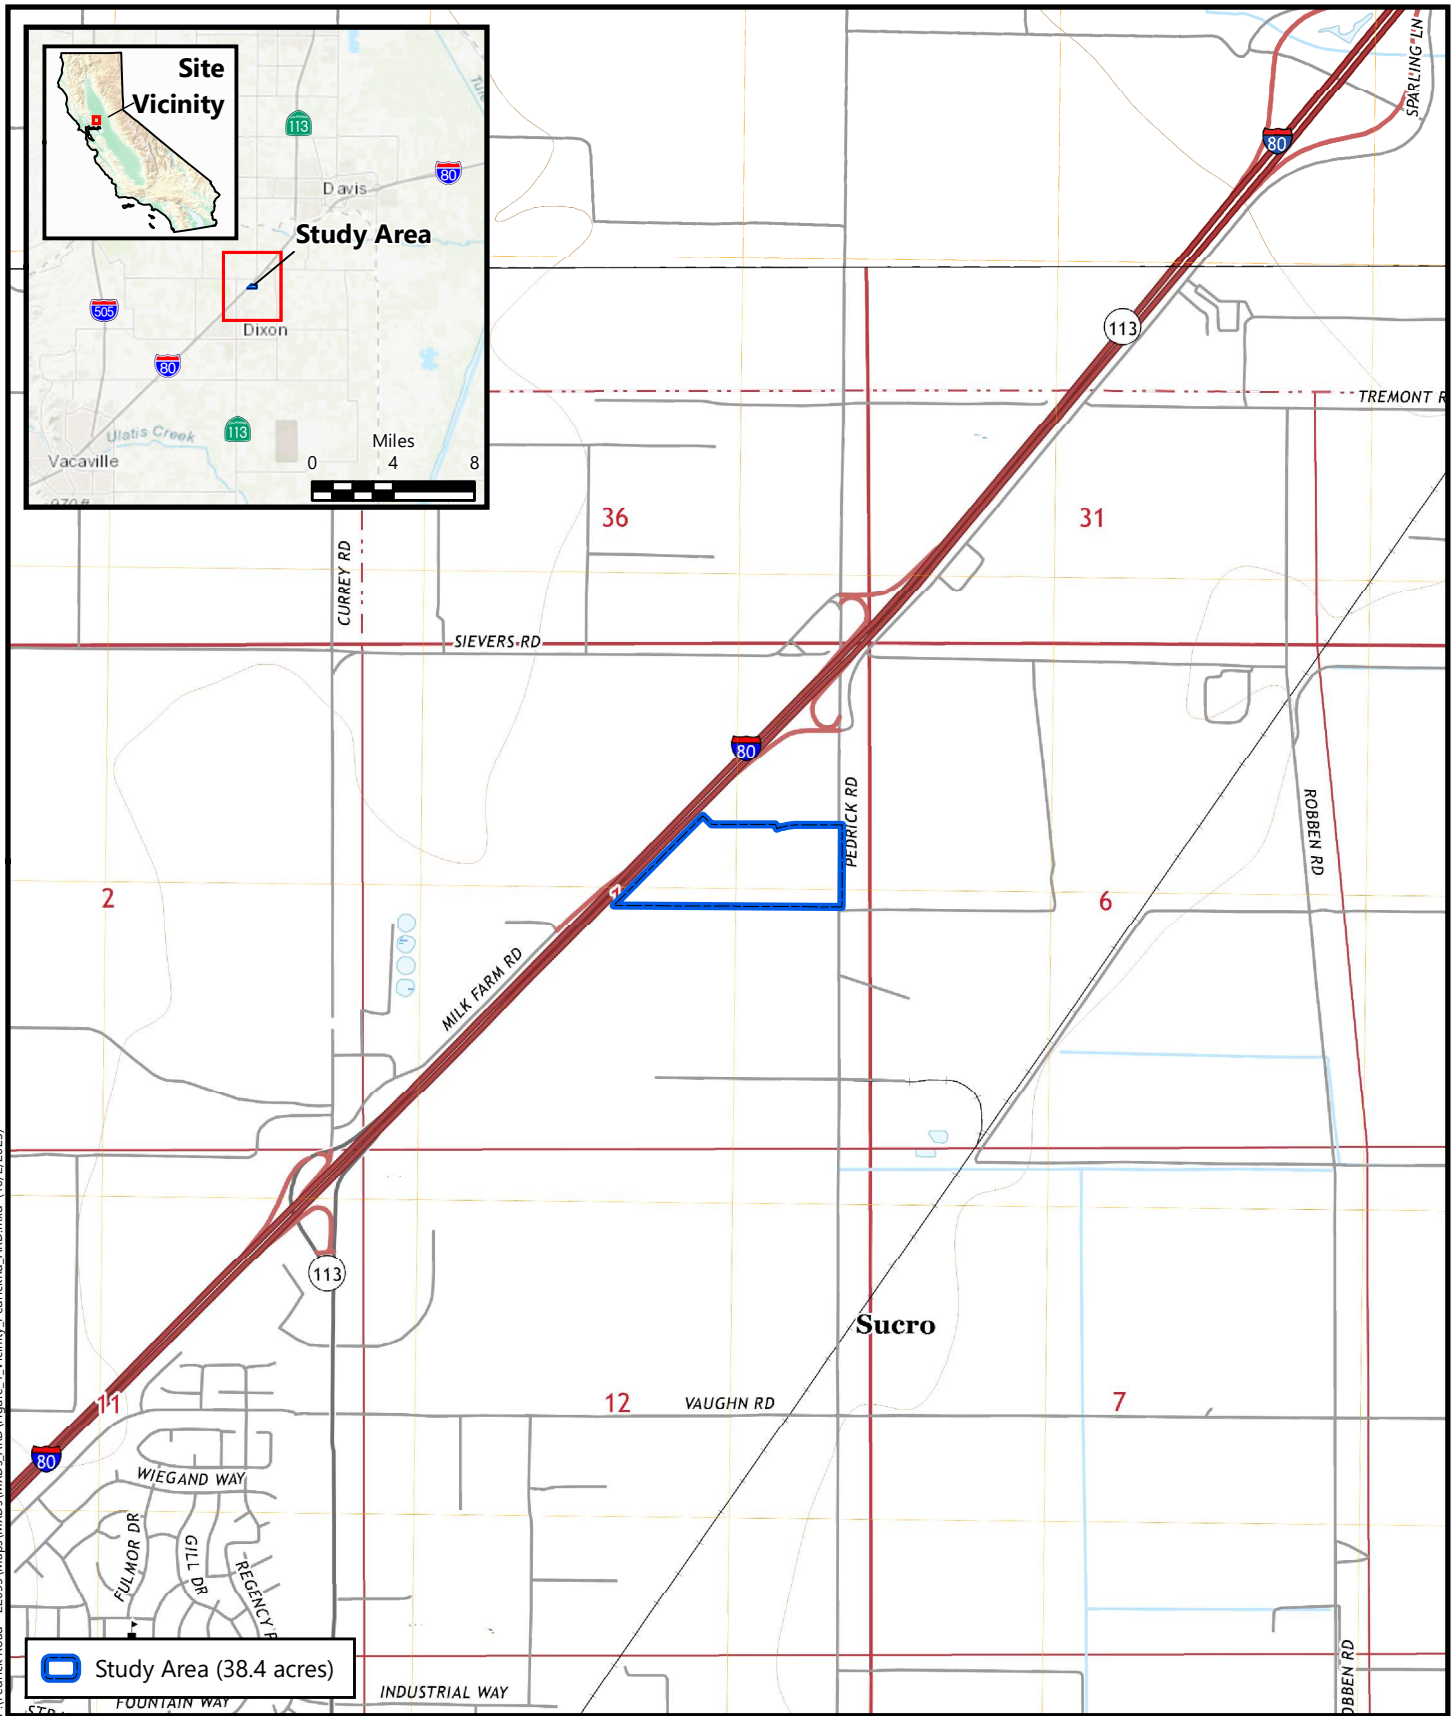 Site
Vicinity
113
80
Davis
Study Area
505
Dixon
80
113
Ulatis Creek
Vacaville
Miles
0 4 8
SPARLING LN
80
113
TREMONT R
36
31
CURREY RD
SIEVERS RD
80
PEDRICK RD
ROBBEN RD
2
6
MILK FARM RD
113
Sucro
11
12
VAUGHN RD
7
80
WIEGAND WAY
FULMOR DR
GILL DR
REGENCY P
Study Area (38.4 acres)
FOUNTAIN WAY
INDUSTRIAL WAY
OBBEN RD